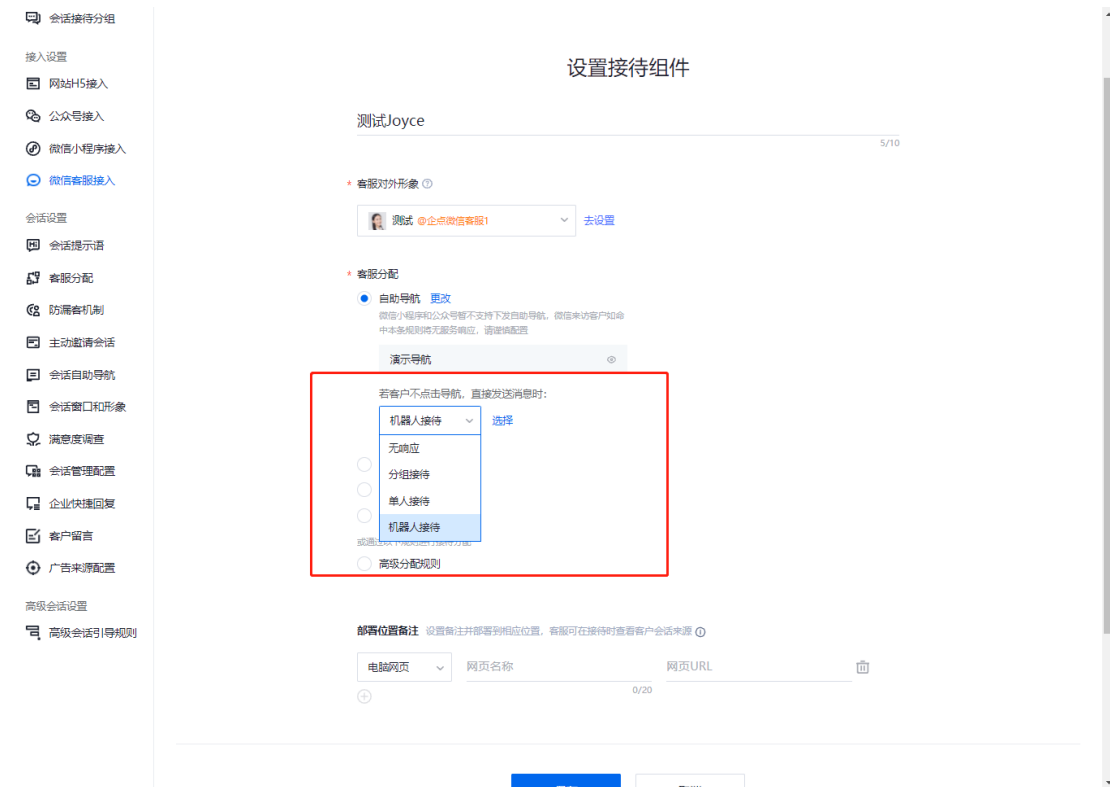 会话接待分组
接入设置
网站H5接入
公众号接入
微信小程序接入
微信客服接入
会话设置
会话提示语
客服分配
防漏客机制
主动邀请会话
会话自助导航
会话窗口和形象
满意度调查
会话管理配置
企业快捷回复
客户留言
广告来源配置
高级会话设置
高级会话引导规则
设置接待组件
测试Joyce
5/10
* 客服对外形象
测试 @企点微信客服1
去设置
* 客服分配
自助导航 更改
微信小程序和公众号暂不支持下发自助导航，微信来访客户如命
中本条规则将无服务响应，请谨慎配置
演示导航
若客户不点击导航，直接发送消息时：
机器人接待 选择
无响应
分组接待
单人接待
机器人接待
高级分配规则
部署位置备注 设置备注并部署到相应位置，客服可在接待时查看客户会话来源
电脑网页 网页名称 网页URL
0/20